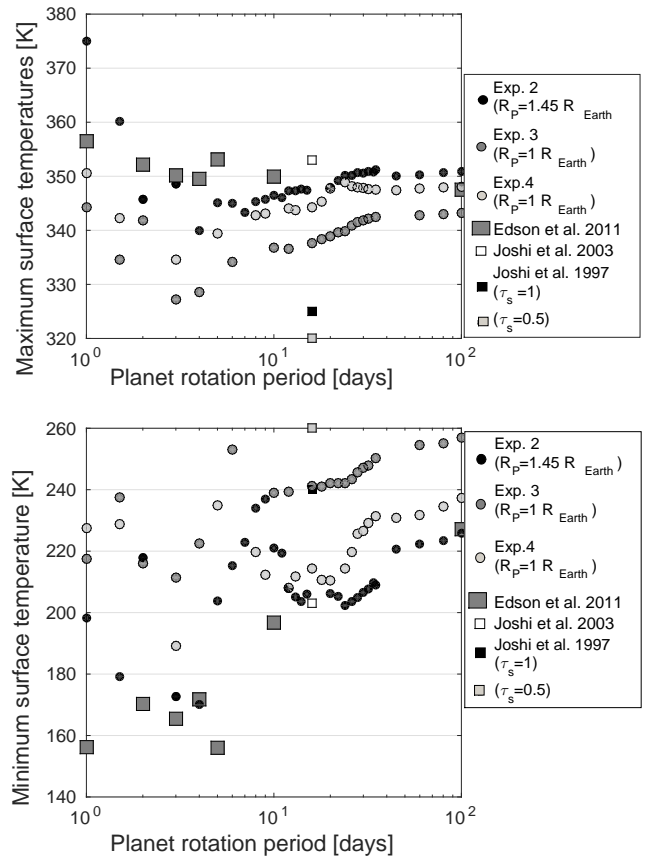 Maximum surface temperatures [K]
380
370
360
350
340
330
320
10^0
10^1
10^2
Planet rotation period [days]
Exp. 2
(R_P=1.45 R_Earth
Exp. 3
(R_P=1 R_Earth)
Exp.4
(R_P=1 R_Earth)
Edson et al. 2011
Joshi et al. 2003
Joshi et al. 1997
(τ_s=1)
(τ_s=0.5)
Minimum surface temperature [K]
260
240
220
200
180
160
140
10^0
10^1
10^2
Planet rotation period [days]
Exp. 2
(R_P=1.45 R_Earth)
Exp. 3
(R_P=1 R_Earth)
Exp.4
(R_P=1 R_Earth)
Edson et al. 2011
Joshi et al. 2003
Joshi et al. 1997
(τ_s=1)
(τ_s=0.5)